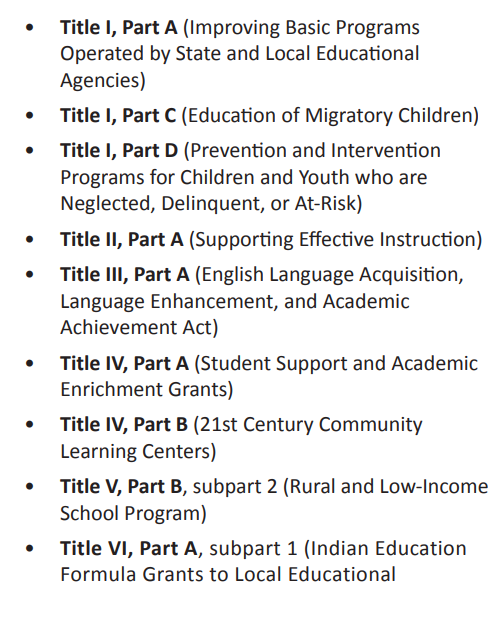 • Title I, Part A (Improving Basic Programs
Operated by State and Local Educational
Agencies)
• Title I, Part C (Education of Migratory Children)
• Title I, Part D (Prevention and Intervention
Programs for Children and Youth who are
Neglected, Delinquent, or At-Risk)
• Title II, Part A (Supporting Effective Instruction)
• Title III, Part A (English Language Acquisition,
Language Enhancement, and Academic
Achievement Act)
• Title IV, Part A (Student Support and Academic
Enrichment Grants)
• Title IV, Part B (21st Century Community
Learning Centers)
• Title V, Part B, subpart 2 (Rural and Low-Income
School Program)
• Title VI, Part A, subpart 1 (Indian Education
Formula Grants to Local Educational